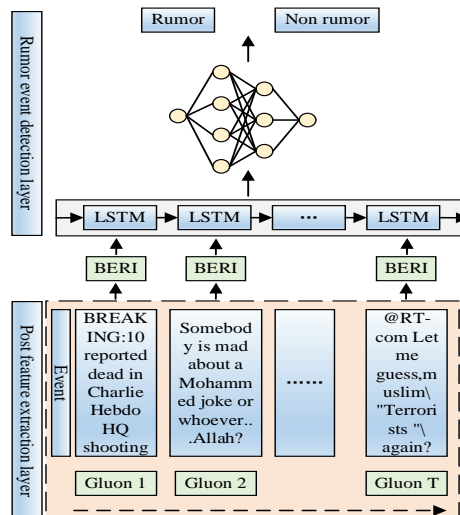 Rumor event detection layer
Rumor
Non rumor
LSTM
LSTM
...
LSTM
BERI
BERI
BERI
Post feature extraction layer
Event
BREAK
ING:10
reported
dead in
Charlie
Hebdo
HQ
shooting
Somebod
y is mad
about a
Mohamm
ed joke or
whoever..
.Allah?
......
@RT-
com Let
me
guess,m
uslim\
"Terrori
sts "\
again?
Gluon 1
Gluon 2
Gluon T